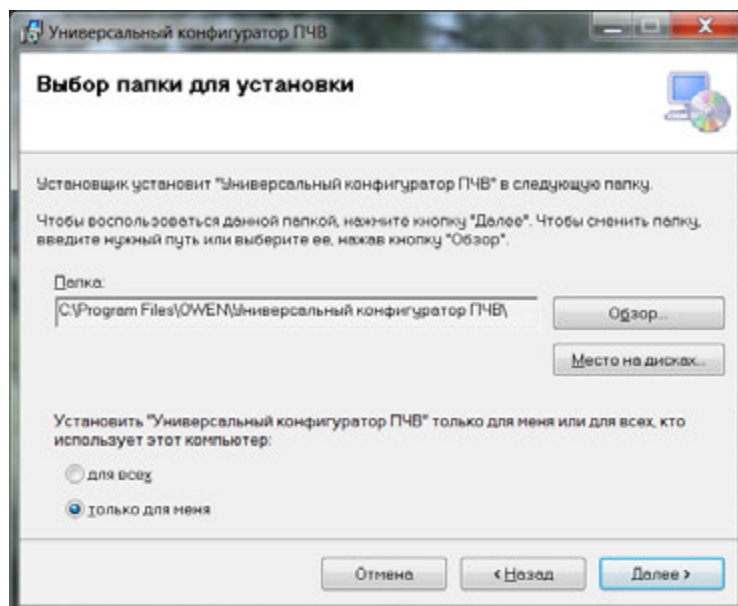 Универсальный конфигуратор ПЧВ
Выбор папки для установки
Установщик установит "Универсальный конфигуратор ПЧВ" в следующую папку.
Чтобы воспользоваться данной папкой, нажмите кнопку "Далее". Чтобы сменить папку,
введите нужный путь или выберите ее, нажав кнопку "Обзор".
Папка:
C:\Program Files\OWEN\Универсальный конфигуратор ПЧВ\
Обзор...
Место на дисках...
Установить "Универсальный конфигуратор ПЧВ" только для меня или для всех, кто
использует этот компьютер:
для всех
только для меня
Отмена
< Назад
Далее >